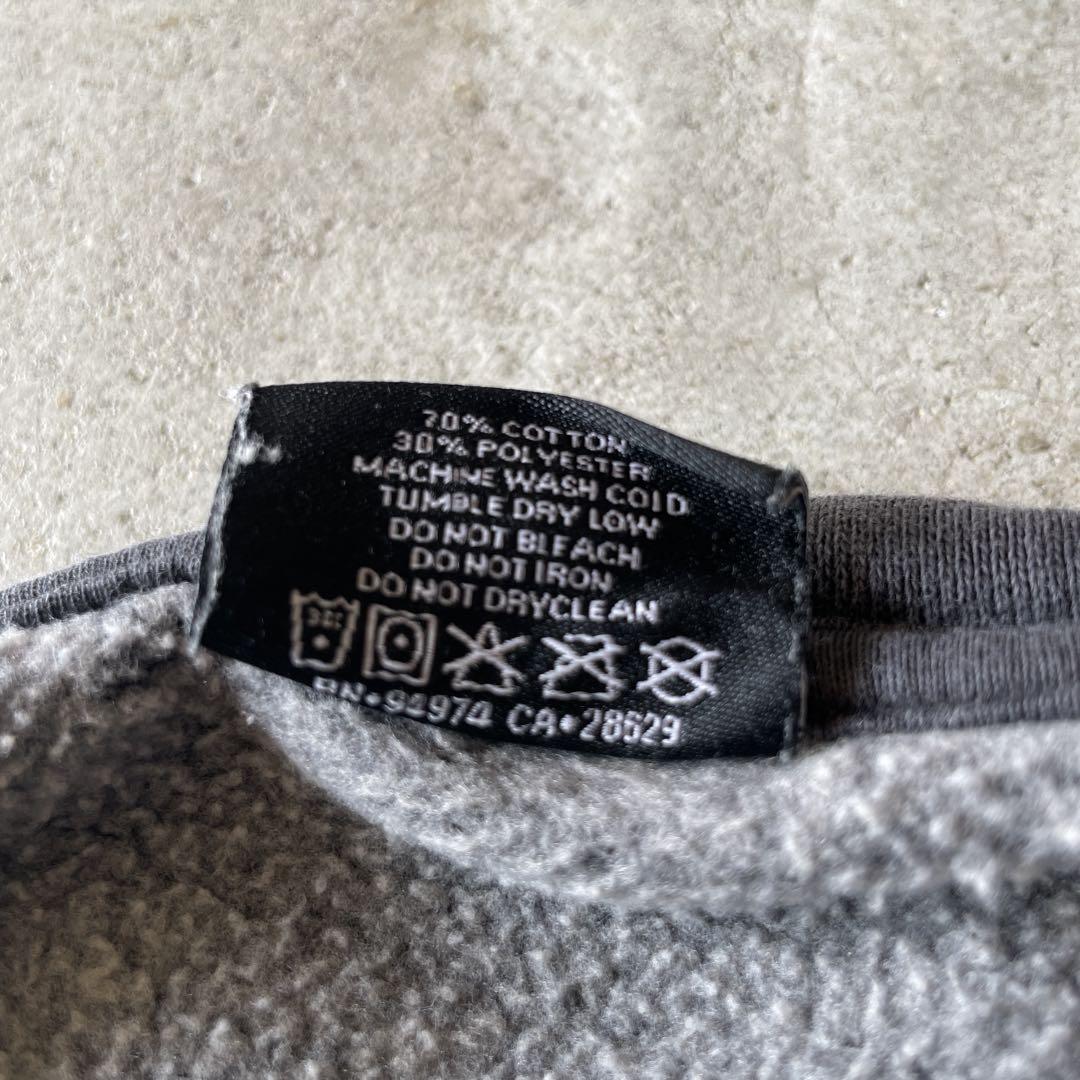 70% COTTON
30% POLYESTER
MACHINE WASH COLD
TUMBLE DRY LOW
DO NOT BLEACH
DO NOT IRON
DO NOT DRYCLEAN
RN•94974 CA•28629